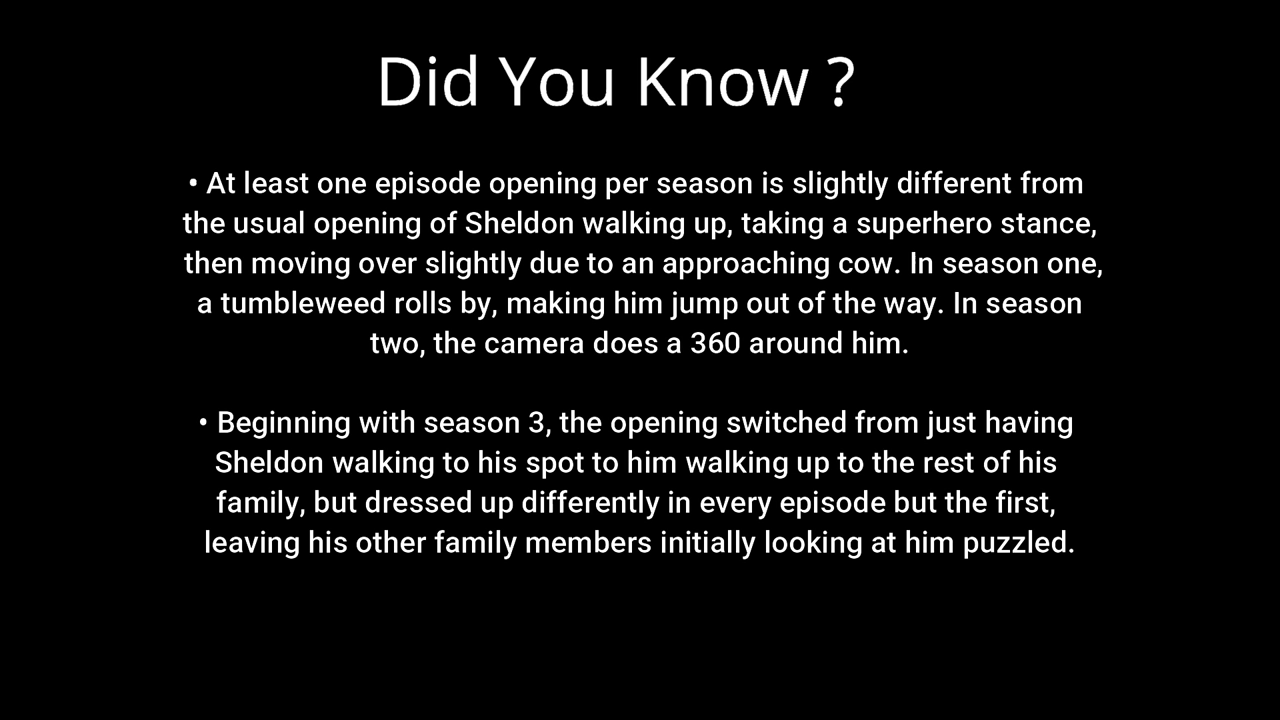 Did You Know ?
• At least one episode opening per season is slightly different from
the usual opening of Sheldon walking up, taking a superhero stance,
then moving over slightly due to an approaching cow. In season one,
a tumbleweed rolls by, making him jump out of the way. In season
two, the camera does a 360 around him.
• Beginning with season 3, the opening switched from just having
Sheldon walking to his spot to him walking up to the rest of his
family, but dressed up differently in every episode but the first,
leaving his other family members initially looking at him puzzled.